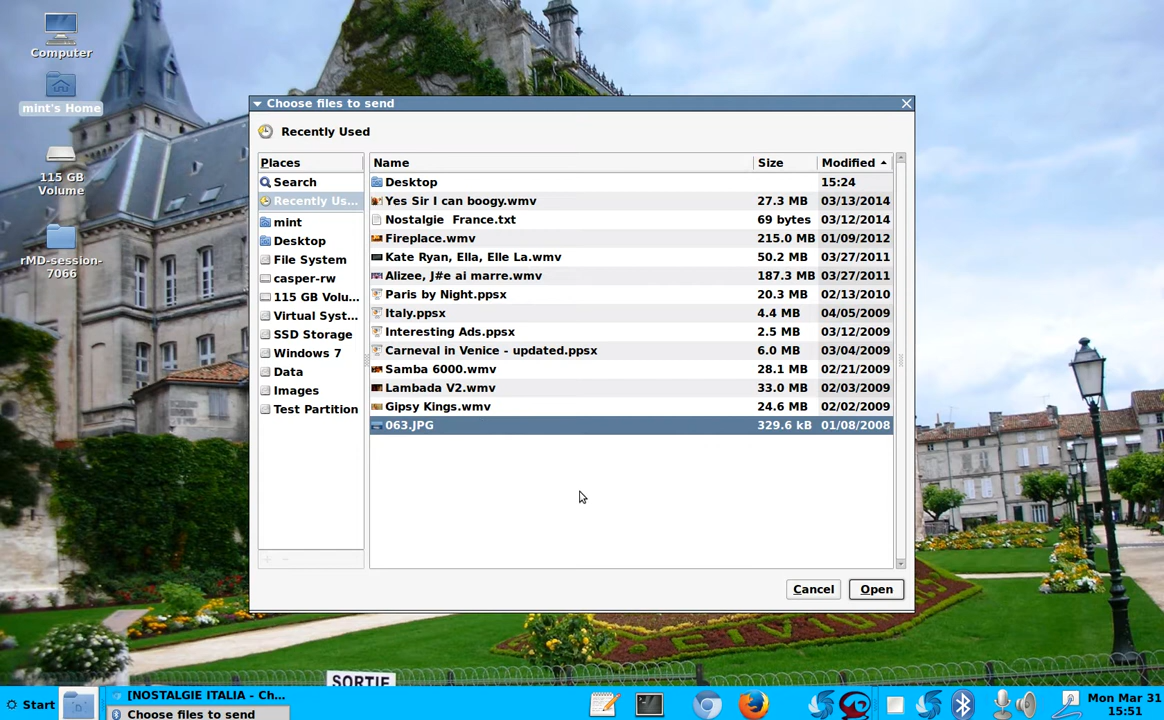 Computer
mint's Home
115 GB
Volume
rMD-session-
7066
Choose files to send
Recently Used
Places
Search
Recently Us...
mint
Desktop
File System
casper-rw
115 GB Volu...
Virtual Syst...
SSD Storage
Windows 7
Data
Images
Test Partition
Name Size Modified
Desktop 15:24
Yes Sir I can boogy.wmv 27.3 MB 03/13/2014
Nostalgie  France.txt 69 bytes 03/12/2014
Fireplace.wmv 215.0 MB 01/09/2012
Kate Ryan, Ella, Elle La.wmv 50.2 MB 03/27/2011
Alizee, J#e ai marre.wmv 187.3 MB 03/27/2011
Paris by Night.ppsx 20.3 MB 02/13/2010
Italy.ppsx 4.4 MB 04/05/2009
Interesting Ads.ppsx 2.5 MB 03/12/2009
Carneval in Venice - updated.ppsx 6.0 MB 03/04/2009
Samba 6000.wmv 28.1 MB 02/21/2009
Lambada V2.wmv 33.0 MB 02/03/2009
Gipsy Kings.wmv 24.6 MB 02/02/2009
063.JPG 329.6 kB 01/08/2008
Cancel Open
SORTIE
Start
[NOSTALGIE ITALIA - Ch...
Choose files to send
Mon Mar 31
15:51